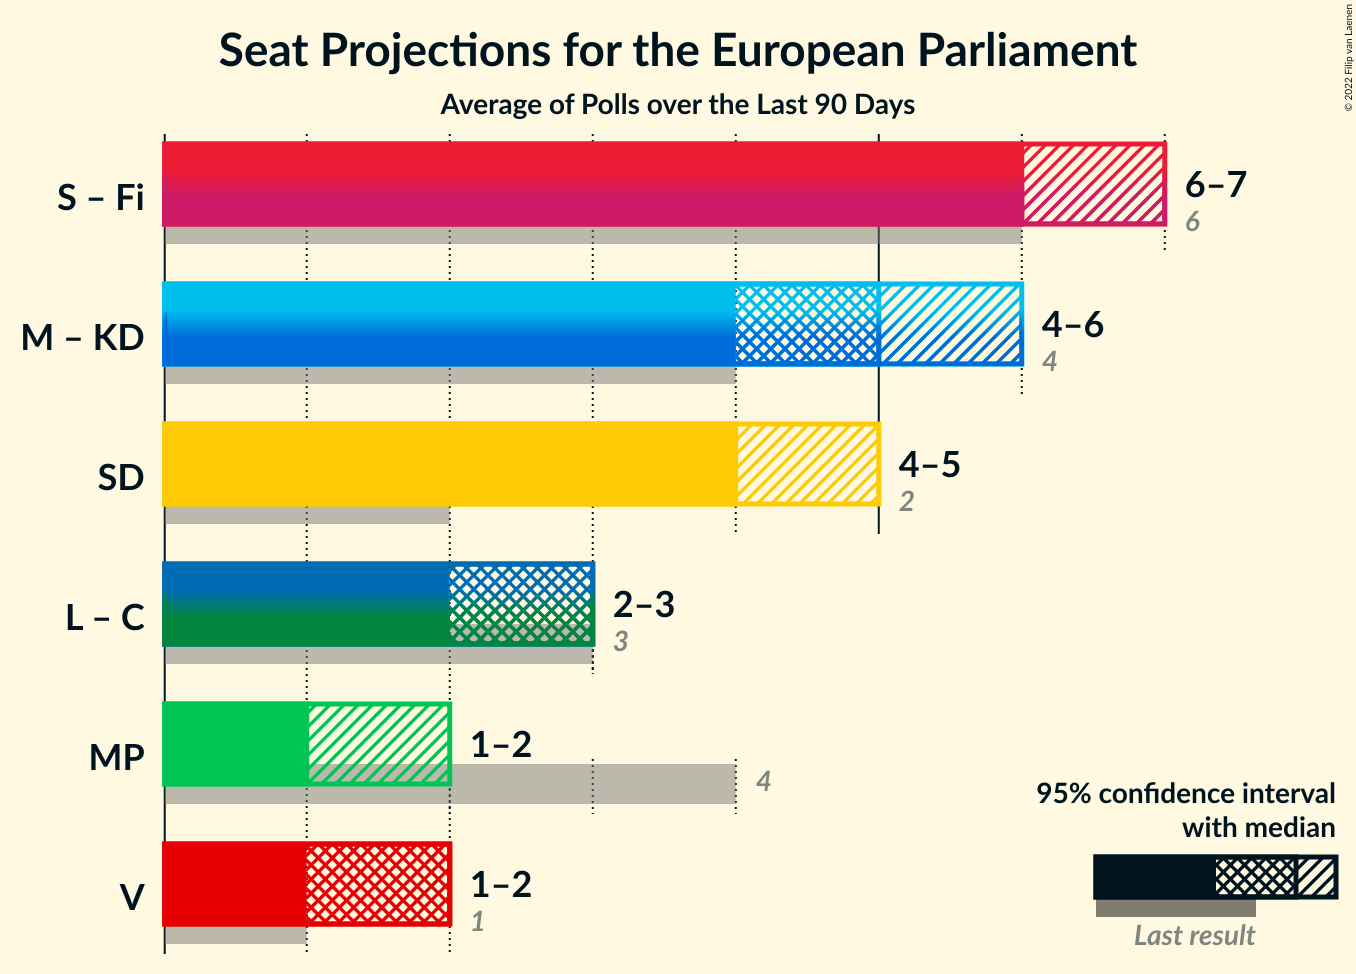 Seat Projections for the European Parliament
Average of Polls over the Last 90 Days
© 2022 Filip van Laenen
S – Fi
6–7
6
M – KD
4–6
4
SD
4–5
2
L – C
2–3
3
MP
1–2
4
V
1–2
1
95% confidence interval
with median
Last result